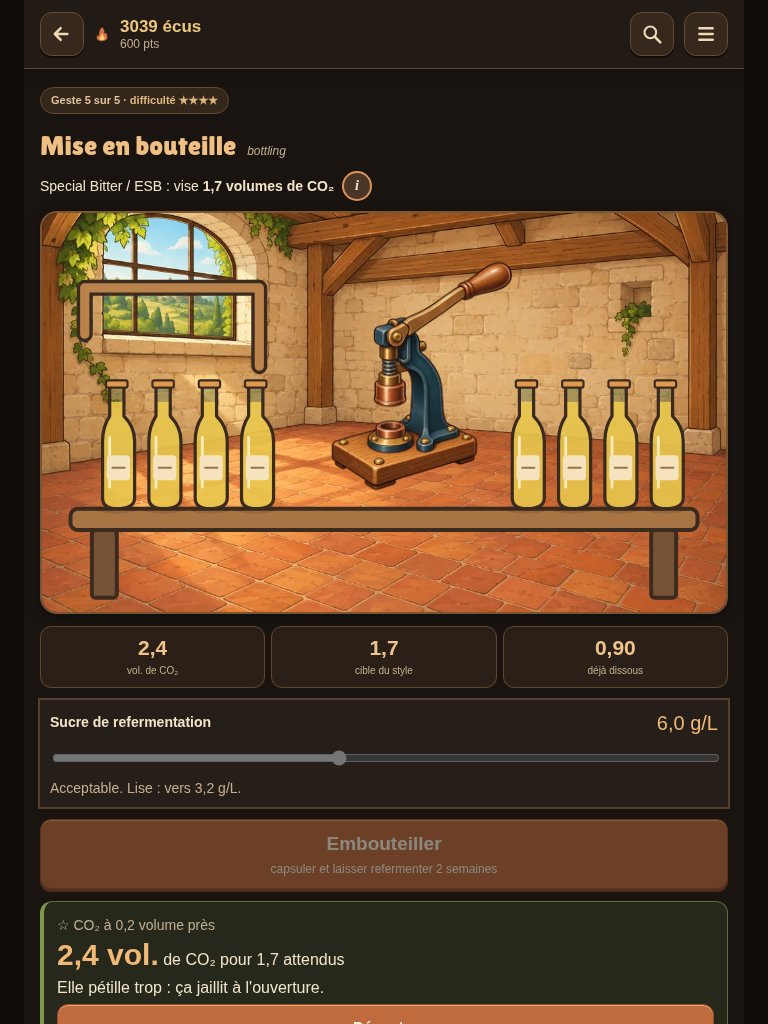 3039 écus
600 pts
Geste 5 sur 5 · difficulté ★★★★
Mise en bouteille bottling
Special Bitter / ESB : vise 1,7 volumes de CO₂ i
2,4
vol. de CO₂
1,7
cible du style
0,90
déjà dissous
Sucre de refermentation 6,0 g/L
Acceptable. Lise : vers 3,2 g/L.
Embouteiller
capsuler et laisser refermenter 2 semaines
☆ CO₂ à 0,2 volume près
2,4 vol. de CO₂ pour 1,7 attendus
Elle pétille trop : ça jaillit à l'ouverture.